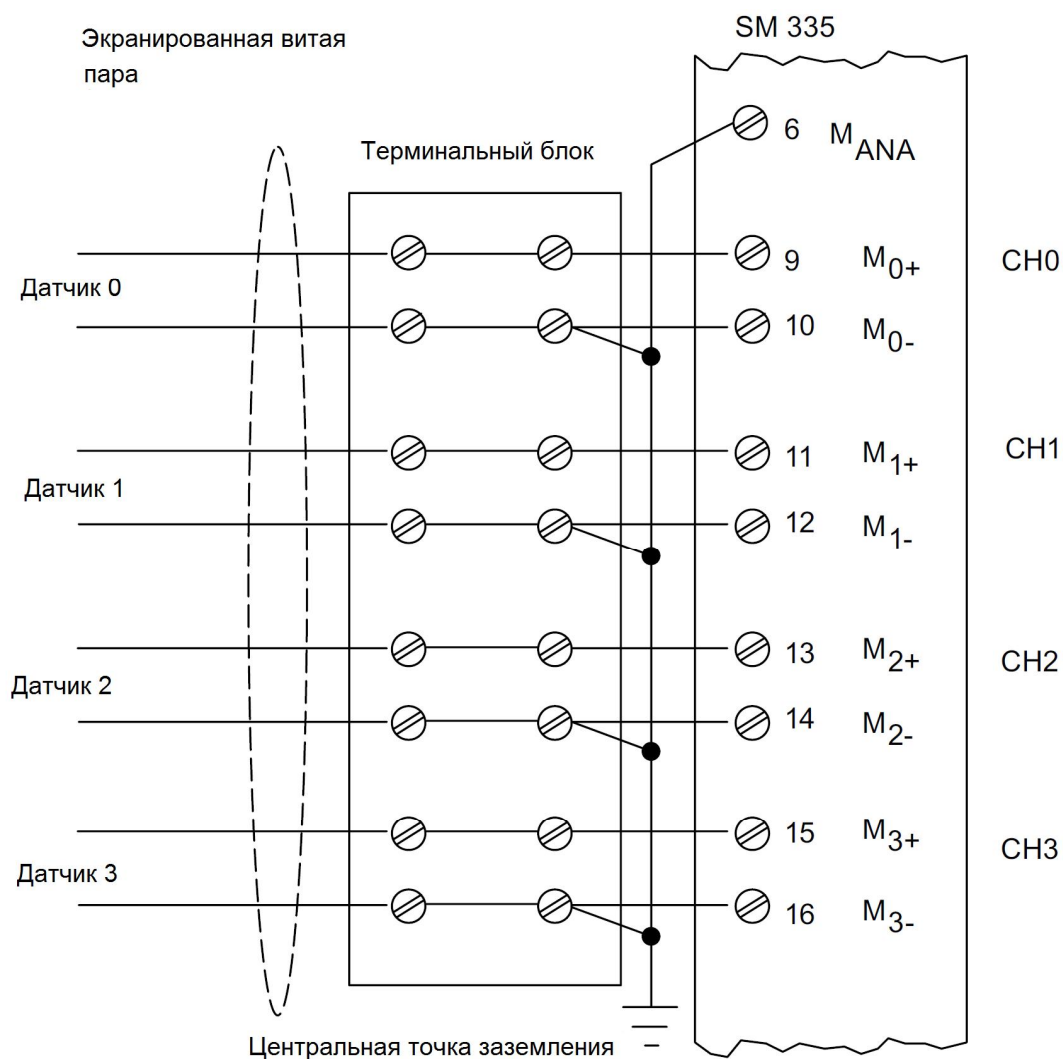 Экранированная витая
пара
SM 335
Терминальный блок
6 M ANA
Датчик 0
9 M0+ CH0
10 M0-
Датчик 1
11 M1+ CH1
12 M1-
Датчик 2
13 M2+ CH2
14 M2-
Датчик 3
15 M3+ CH3
16 M3-
Центральная точка заземления